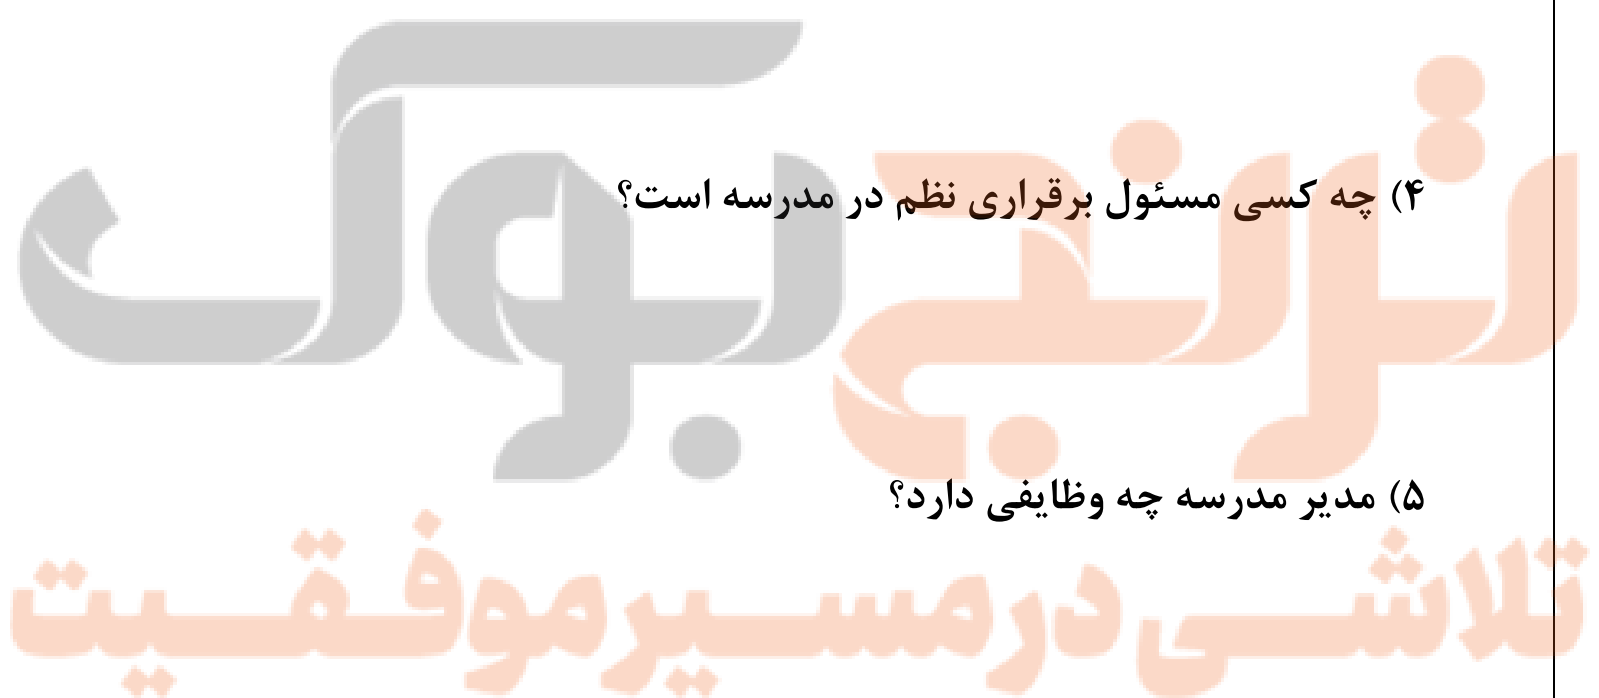 ترنج بوک
۴) چه کسی مسئول برقراری نظم در مدرسه است؟
۵) مدیر مدرسه چه وظایفی دارد؟
تلاشی در مسیر موفقیت